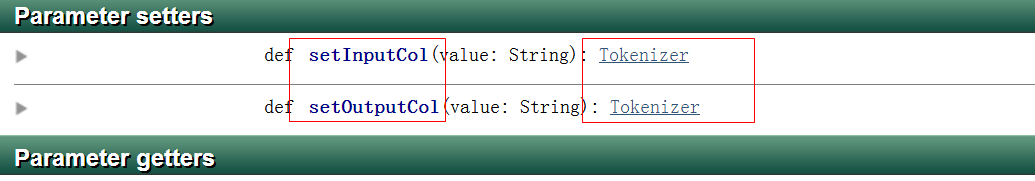 Parameter setters
def setInputCol(value: String): Tokenizer
def setOutputCol(value: String): Tokenizer
Parameter getters